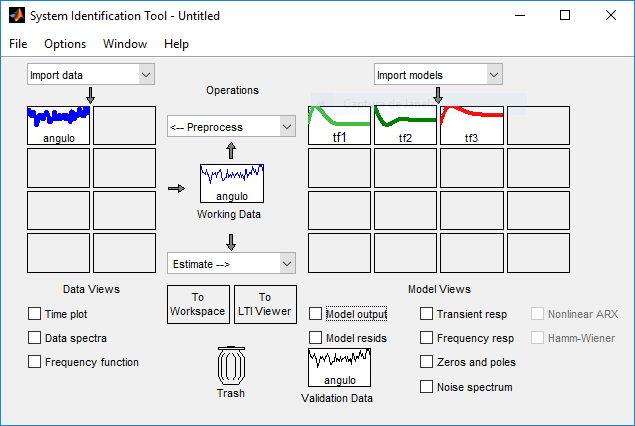 System Identification Tool - Untitled
File Options Window Help
Import data
Operations
Import models
<-- Preprocess
angulo
tf1
tf2
tf3
angulo
Working Data
Estimate -->
Data Views
To
Workspace
To
LTI Viewer
Model Views
Time plot
Data spectra
Frequency function
Trash
Model output
Model resids
angulo
Validation Data
Transient resp
Frequency resp
Zeros and poles
Noise spectrum
Nonlinear ARX
Hamm-Wiener